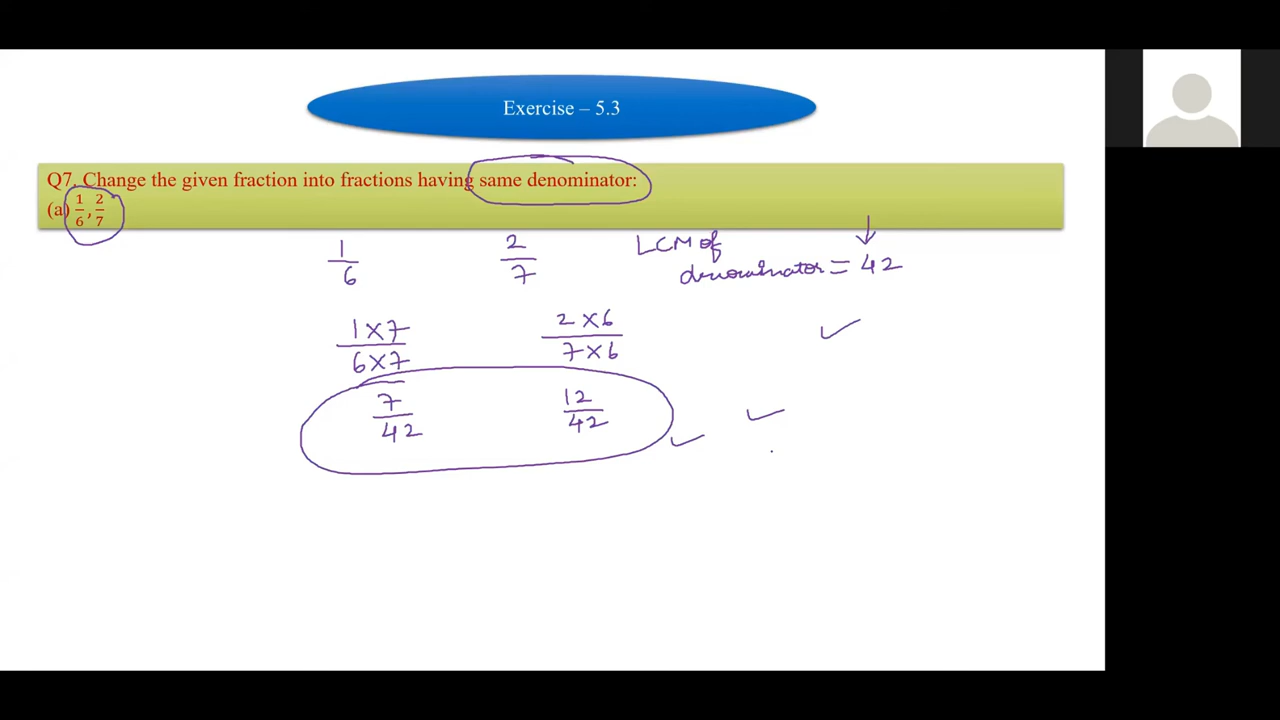 Exercise – 5.3
Q7. Change the given fraction into fractions having same denominator:
(a) 1/6, 2/7
1/6 2/7 LCM of
denominator = 42
1×7/6×7 2×6/7×6
7/42 12/42